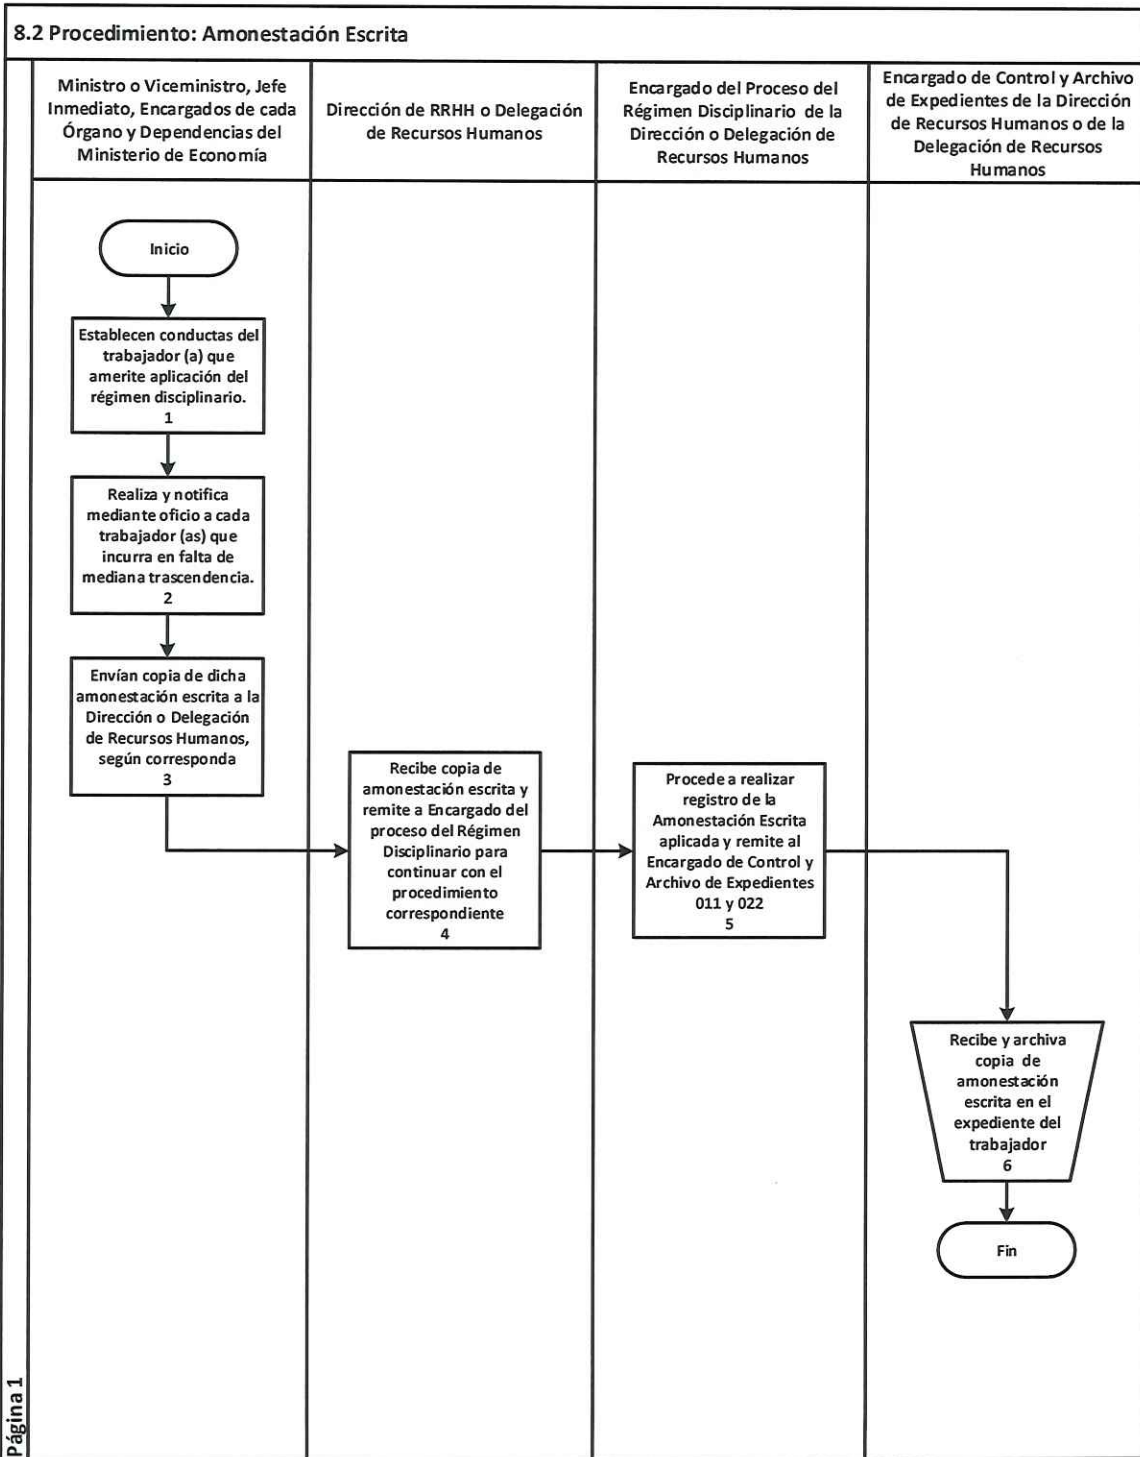 8.2 Procedimiento: Amonestación Escrita
Ministro o Viceministro, Jefe
Inmediato, Encargados de cada
Órgano y Dependencias del
Ministerio de Economía
Dirección de RRHH o Delegación
de Recursos Humanos
Encargado del Proceso del
Régimen Disciplinario de la
Dirección o Delegación de
Recursos Humanos
Encargado de Control y Archivo
de Expedientes de la Dirección
de Recursos Humanos o de la
Delegación de Recursos
Humanos
Inicio
Establecen conductas del
trabajador (a) que
amerite aplicación del
régimen disciplinario.
1
Realiza y notifica
mediante oficio a cada
trabajador (as) que
incurra en falta de
mediana trascendencia.
2
Envían copia de dicha
amonestación escrita a la
Dirección o Delegación
de Recursos Humanos,
según corresponda
3
Recibe copia de
amonestación escrita y
remite a Encargado del
proceso del Régimen
Disciplinario para
continuar con el
procedimiento
correspondiente
4
Procede a realizar
registro de la
Amonestación Escrita
aplicada y remite al
Encargado de Control y
Archivo de Expedientes
011 y 022
5
Recibe y archiva
copia de
amonestación
escrita en el
expediente del
trabajador
6
Fin
Página 1